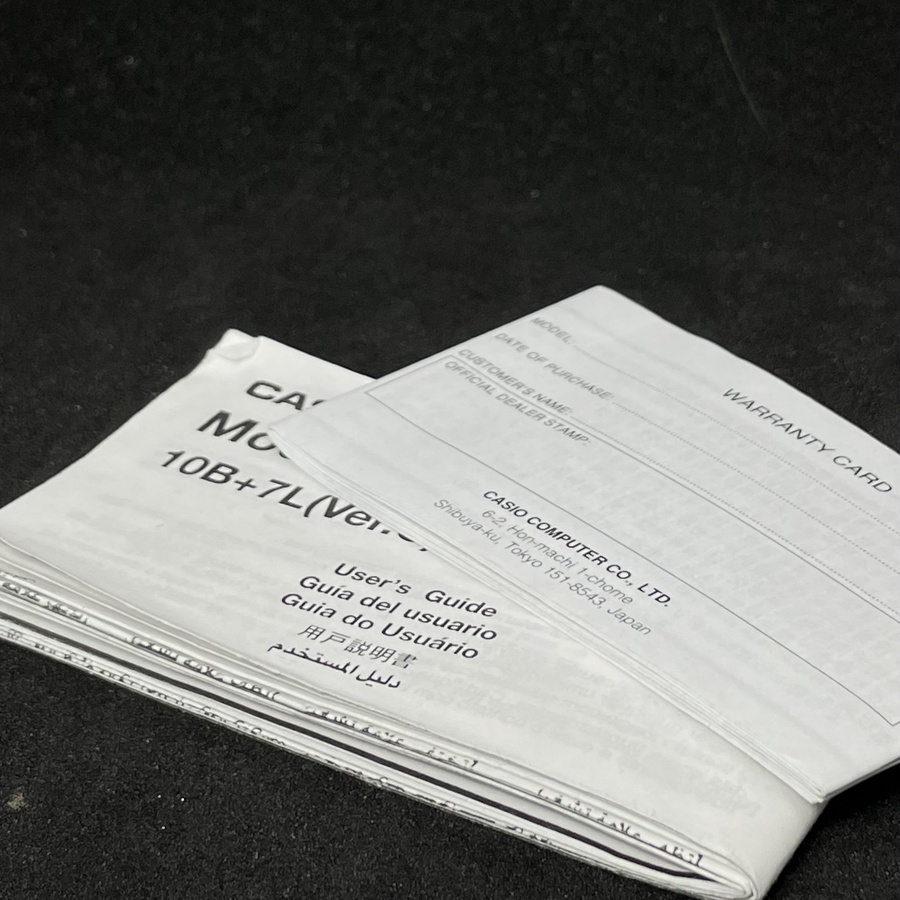 10B+7L
User's Guide
Guía del usuario
Guia do Usuário
用戶説明書
دليل المستخدم
WARRANTY CARD
MODEL
DATE OF PURCHASE:
CUSTOMER'S NAME:
OFFICIAL DEALER STAMP:
CASIO COMPUTER CO., LTD.
6-2, Hon-machi 1-chome
Shibuya-ku, Tokyo 151-8543, Japan